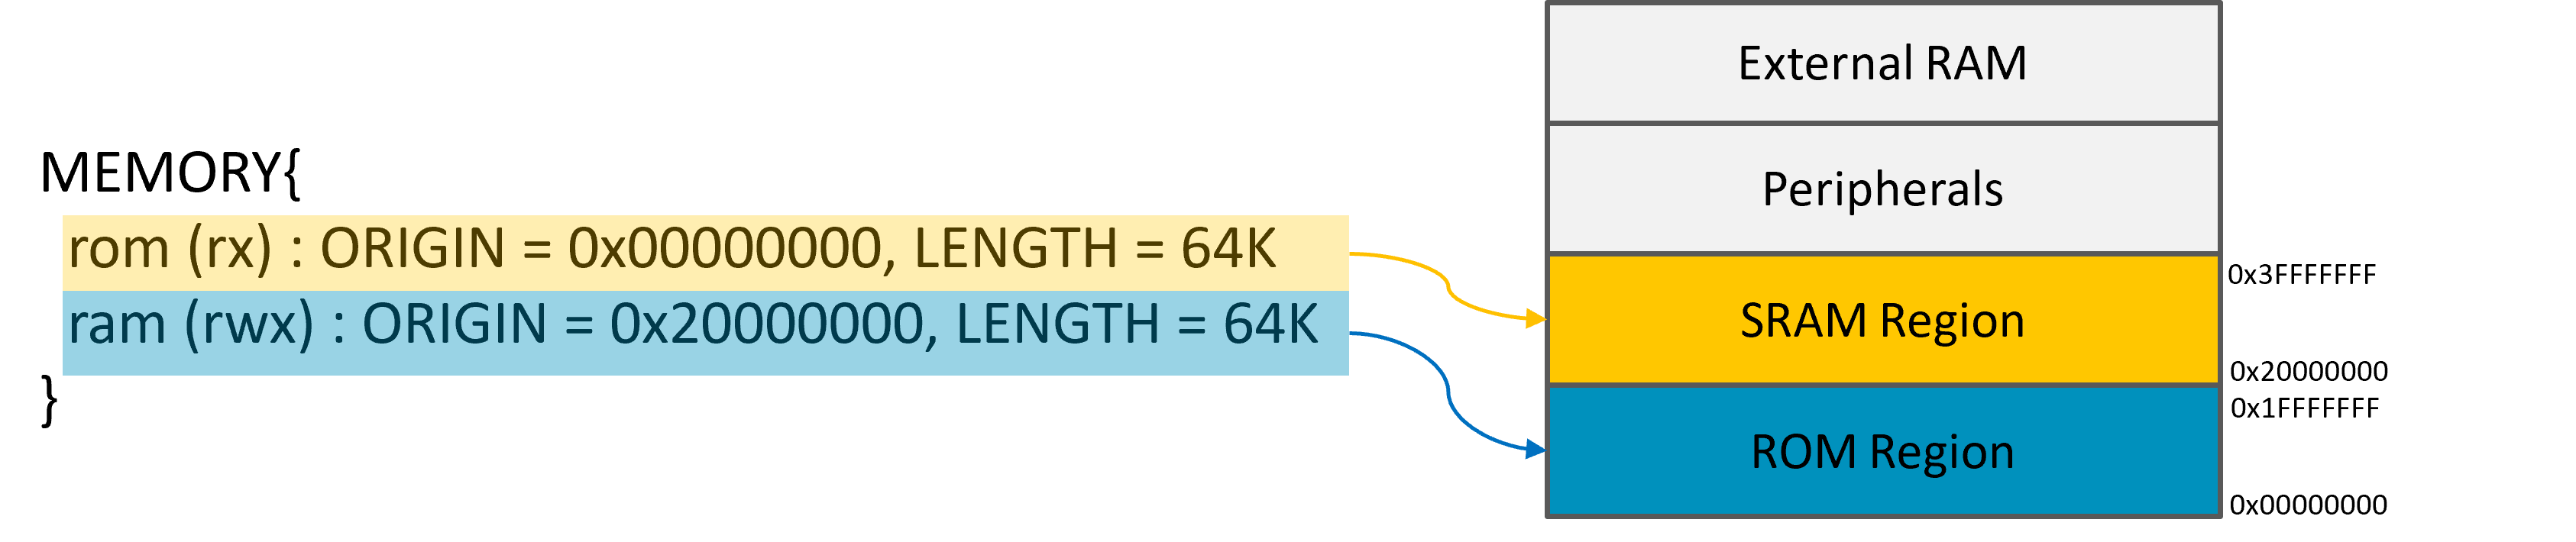 MEMORY{
rom (rx) : ORIGIN = 0x00000000, LENGTH = 64K
ram (rwx) : ORIGIN = 0x20000000, LENGTH = 64K
}
External RAM
Peripherals
SRAM Region
ROM Region
0x3FFFFFFF
0x20000000
0x1FFFFFFF
0x00000000